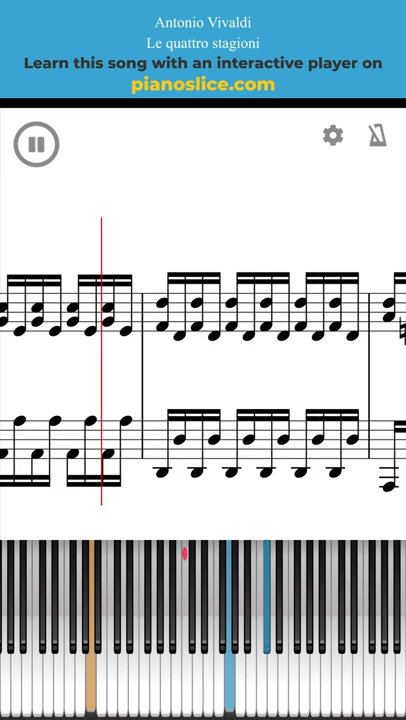 Antonio Vivaldi
Le quattro stagioni
Learn this song with an interactive player on
pianoslice.com